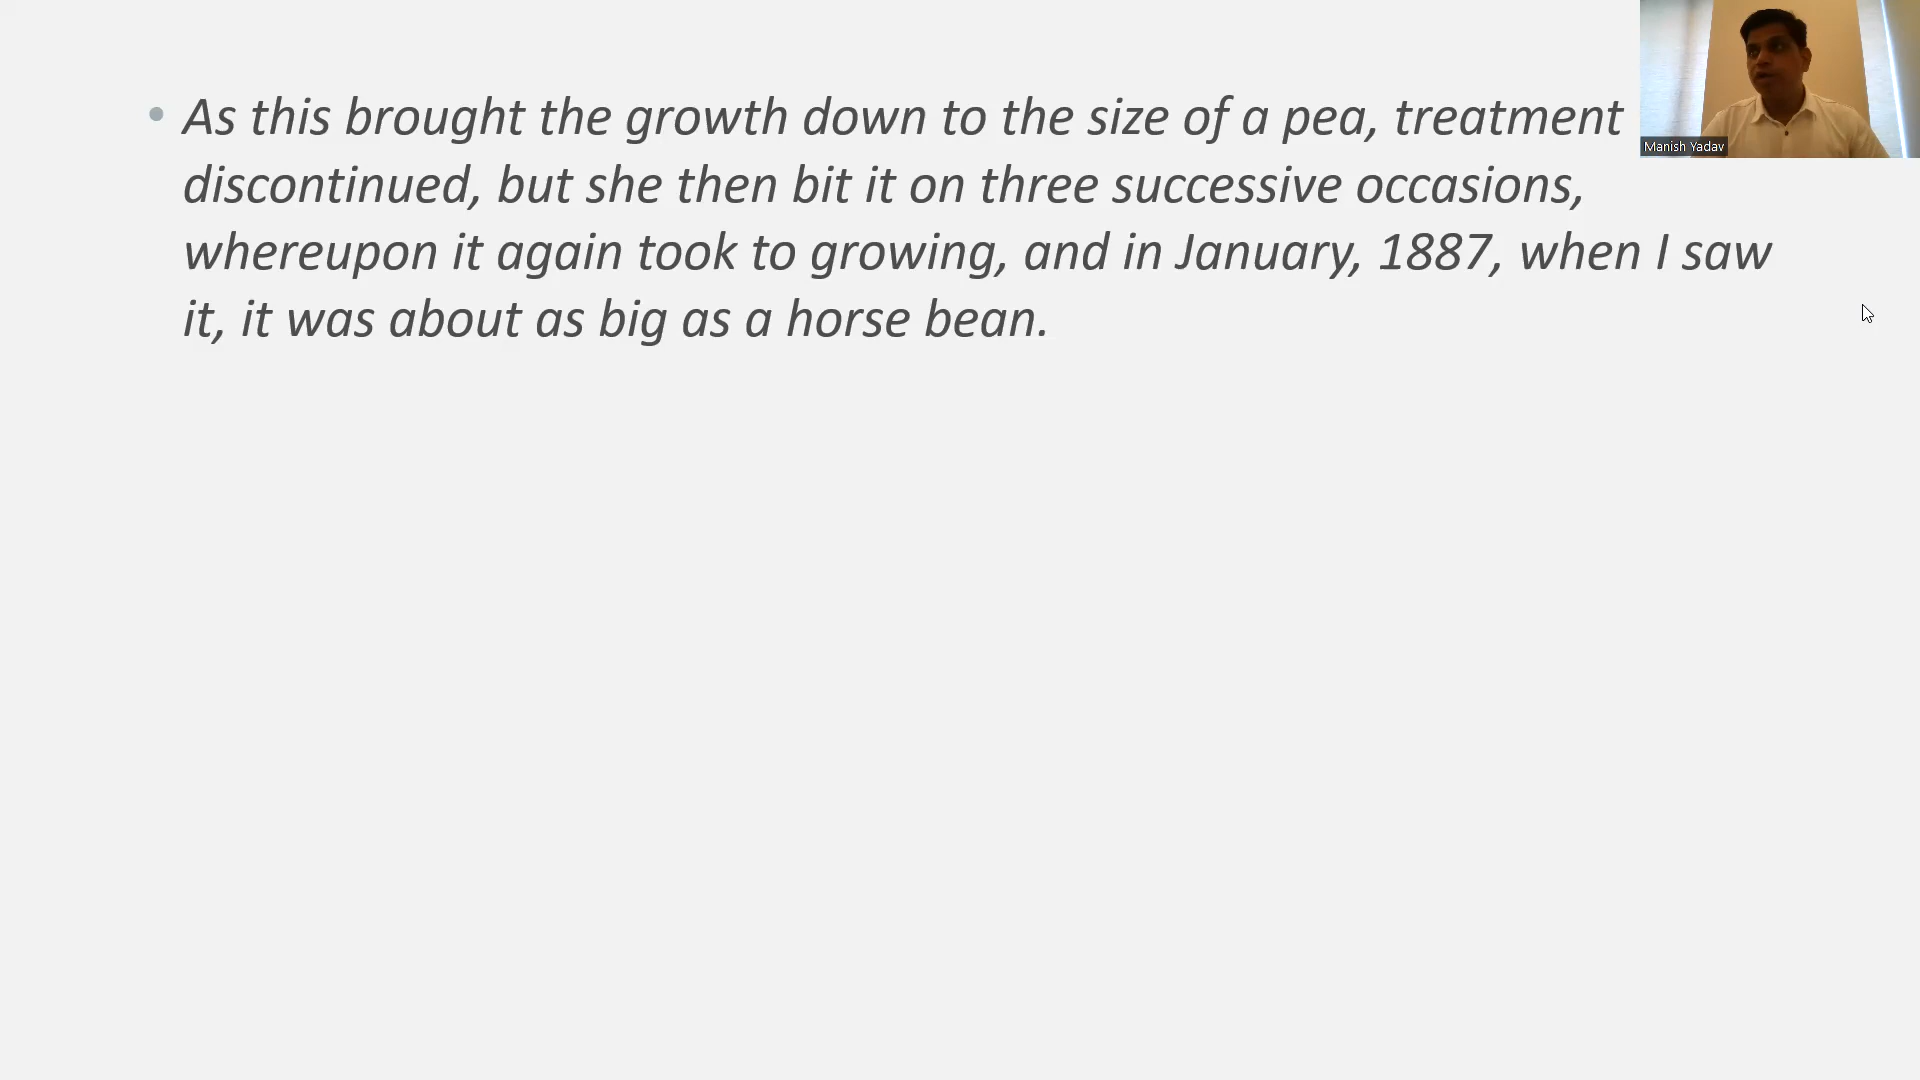 As this brought the growth down to the size of a pea, treatment
discontinued, but she then bit it on three successive occasions,
whereupon it again took to growing, and in January, 1887, when I saw
it, it was about as big as a horse bean.
Manish Yadav